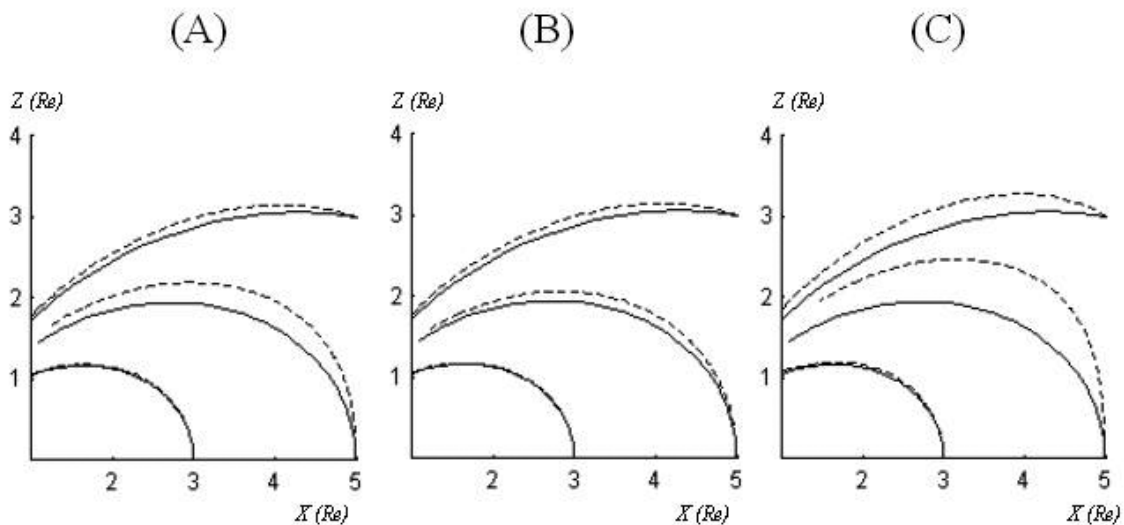 (A) (B) (C)
Z (Re) Z (Re) Z (Re)
4 4 4
3 3 3
2 2 2
1 1 1
2 3 4 5 2 3 4 5 2 3 4 5
X (Re) X (Re) X (Re)